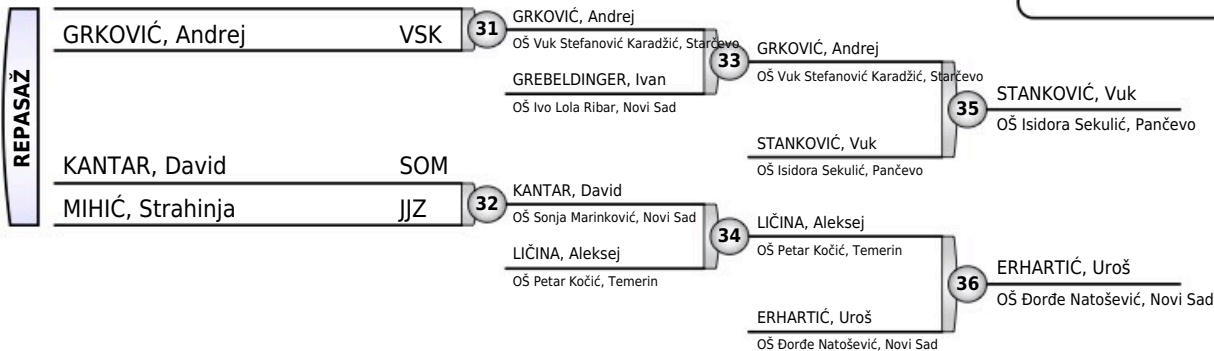 REPASAŽ
GRKOVIĆ, Andrej VSK
KANTAR, David SOM
MIHIĆ, Strahinja JJZ
31
GRKOVIĆ, Andrej
OŠ Vuk Stefanović Karadžić, Starčevo
GREBELDINGER, Ivan
OŠ Ivo Lola Ribar, Novi Sad
32
KANTAR, David
OŠ Sonja Marinković, Novi Sad
LIČINA, Aleksej
OŠ Petar Kočić, Temerin
33
GRKOVIĆ, Andrej
OŠ Vuk Stefanović Karadžić, Starčevo
STANKOVIĆ, Vuk
OŠ Isidora Sekulić, Pančevo
34
LIČINA, Aleksej
OŠ Petar Kočić, Temerin
ERHARTIĆ, Uroš
OŠ Đorđe Natošević, Novi Sad
35
STANKOVIĆ, Vuk
OŠ Isidora Sekulić, Pančevo
36
ERHARTIĆ, Uroš
OŠ Đorđe Natošević, Novi Sad